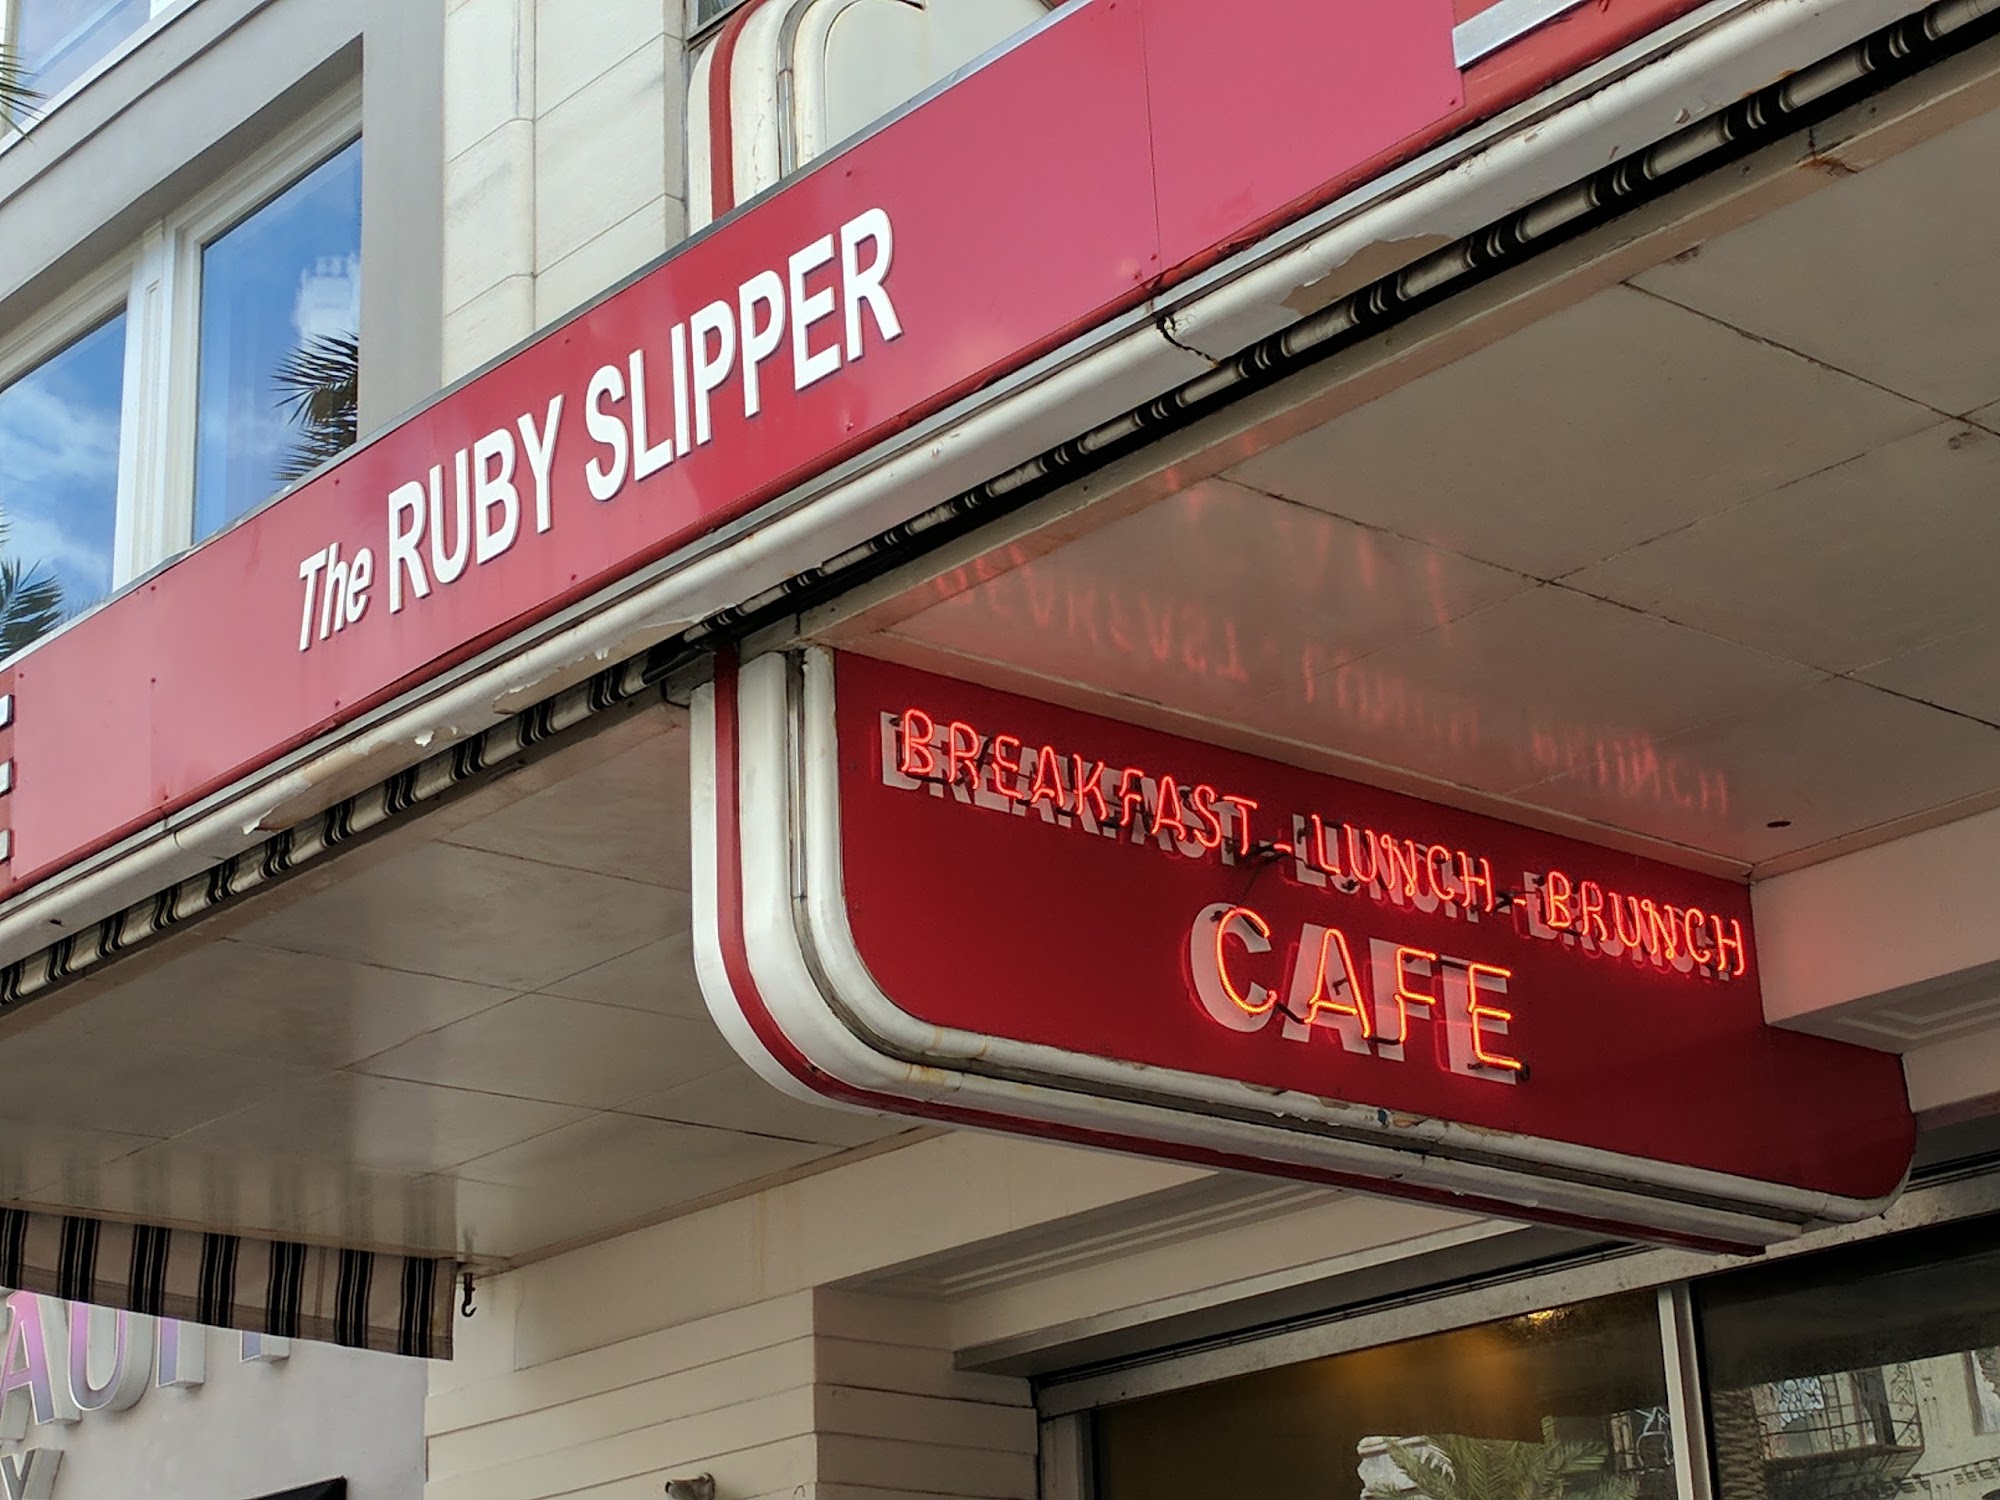 The RUBY SLIPPER
BREAKFAST - LUNCH - BRUNCH
CAFE